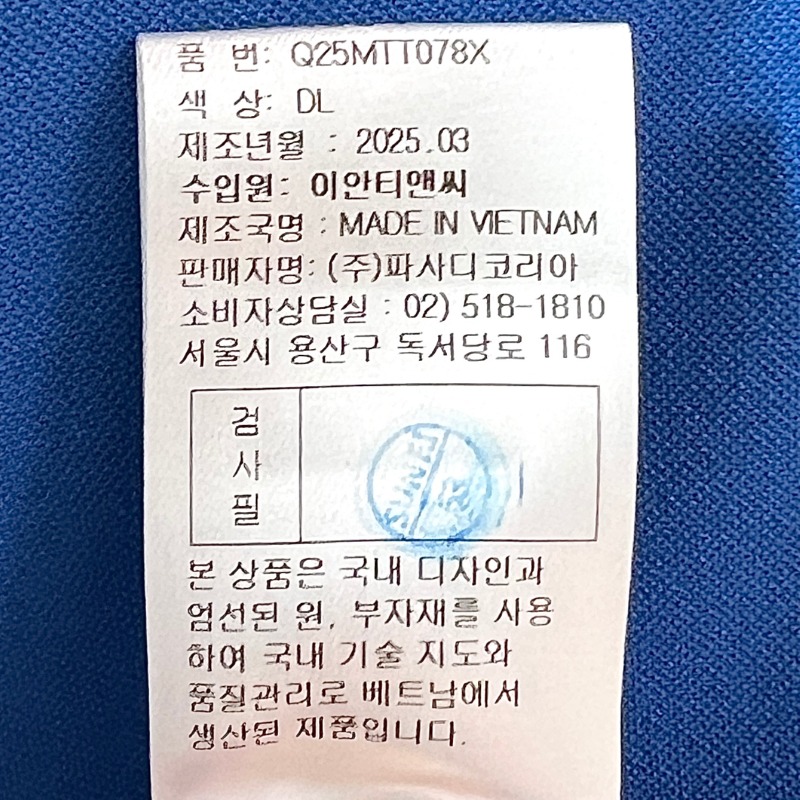 품 번: Q25MTT078X
색 상: DL
제조년월 : 2025.03
수입원: 이안티앤씨
제조국명 : MADE IN VIETNAM
판매자명: (주)파사디코리아
소비자상담실 : 02) 518-1810
서울시 용산구 독서당로 116
검
사
필
본 상품은 국내 디자인과
엄선된 원, 부자재를 사용
하여 국내 기술 지도와
품질관리로 베트남에서
생산된 제품입니다.